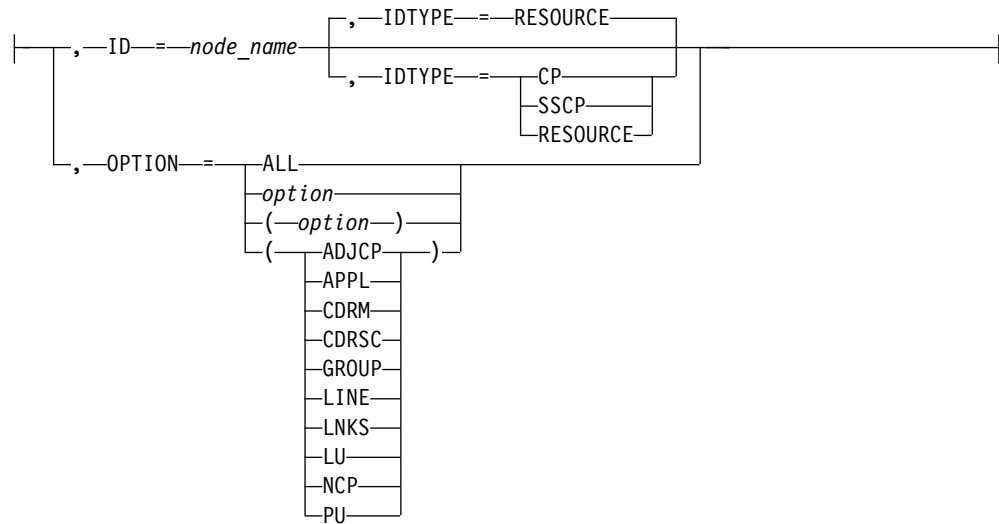 , IDTYPE = RESOURCE
, ID = node_name
, IDTYPE = CP
SSCP
RESOURCE
, OPTION = ALL
option
( option )
( ADJCP )
APPL
CDRM
CDRSC
GROUP
LINE
LNKS
LU
NCP
PU